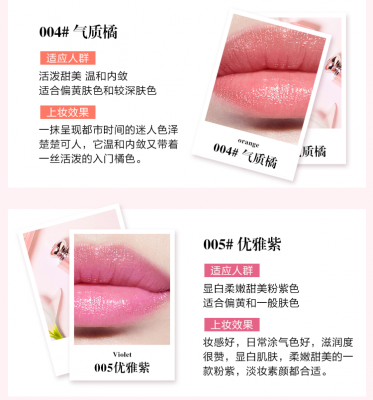 004# 气质橘
适应人群
活泼甜美 温和内敛
适合偏黄肤色和较深肤色
上妆效果
一抹呈现都市时间的迷人色泽
楚楚可人，它温和内敛又带着
一丝活泼的入门橘色。
orange
004# 气质橘
质橘
005# 优雅紫
适应人群
显白柔嫩甜美粉紫色
适合偏黄和一般肤色
上妆效果
妆感好，日常涂气色好，滋润度
很赞，显白肌肤，柔嫩甜美的一
款粉紫，淡妆素颜都合适。
Violet
005优雅紫